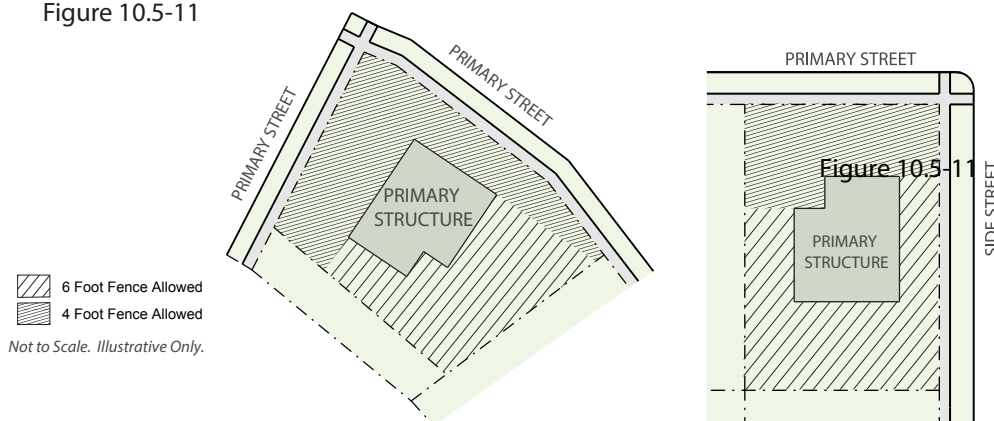 Figure 10.5-11
PRIMARY STREET
PRIMARY STREET
PRIMARY
STRUCTURE
6 Foot Fence Allowed
4 Foot Fence Allowed
Not to Scale. Illustrative Only.
PRIMARY STREET
Figure 10.5-11
SIDE STREET
PRIMARY
STRUCTURE